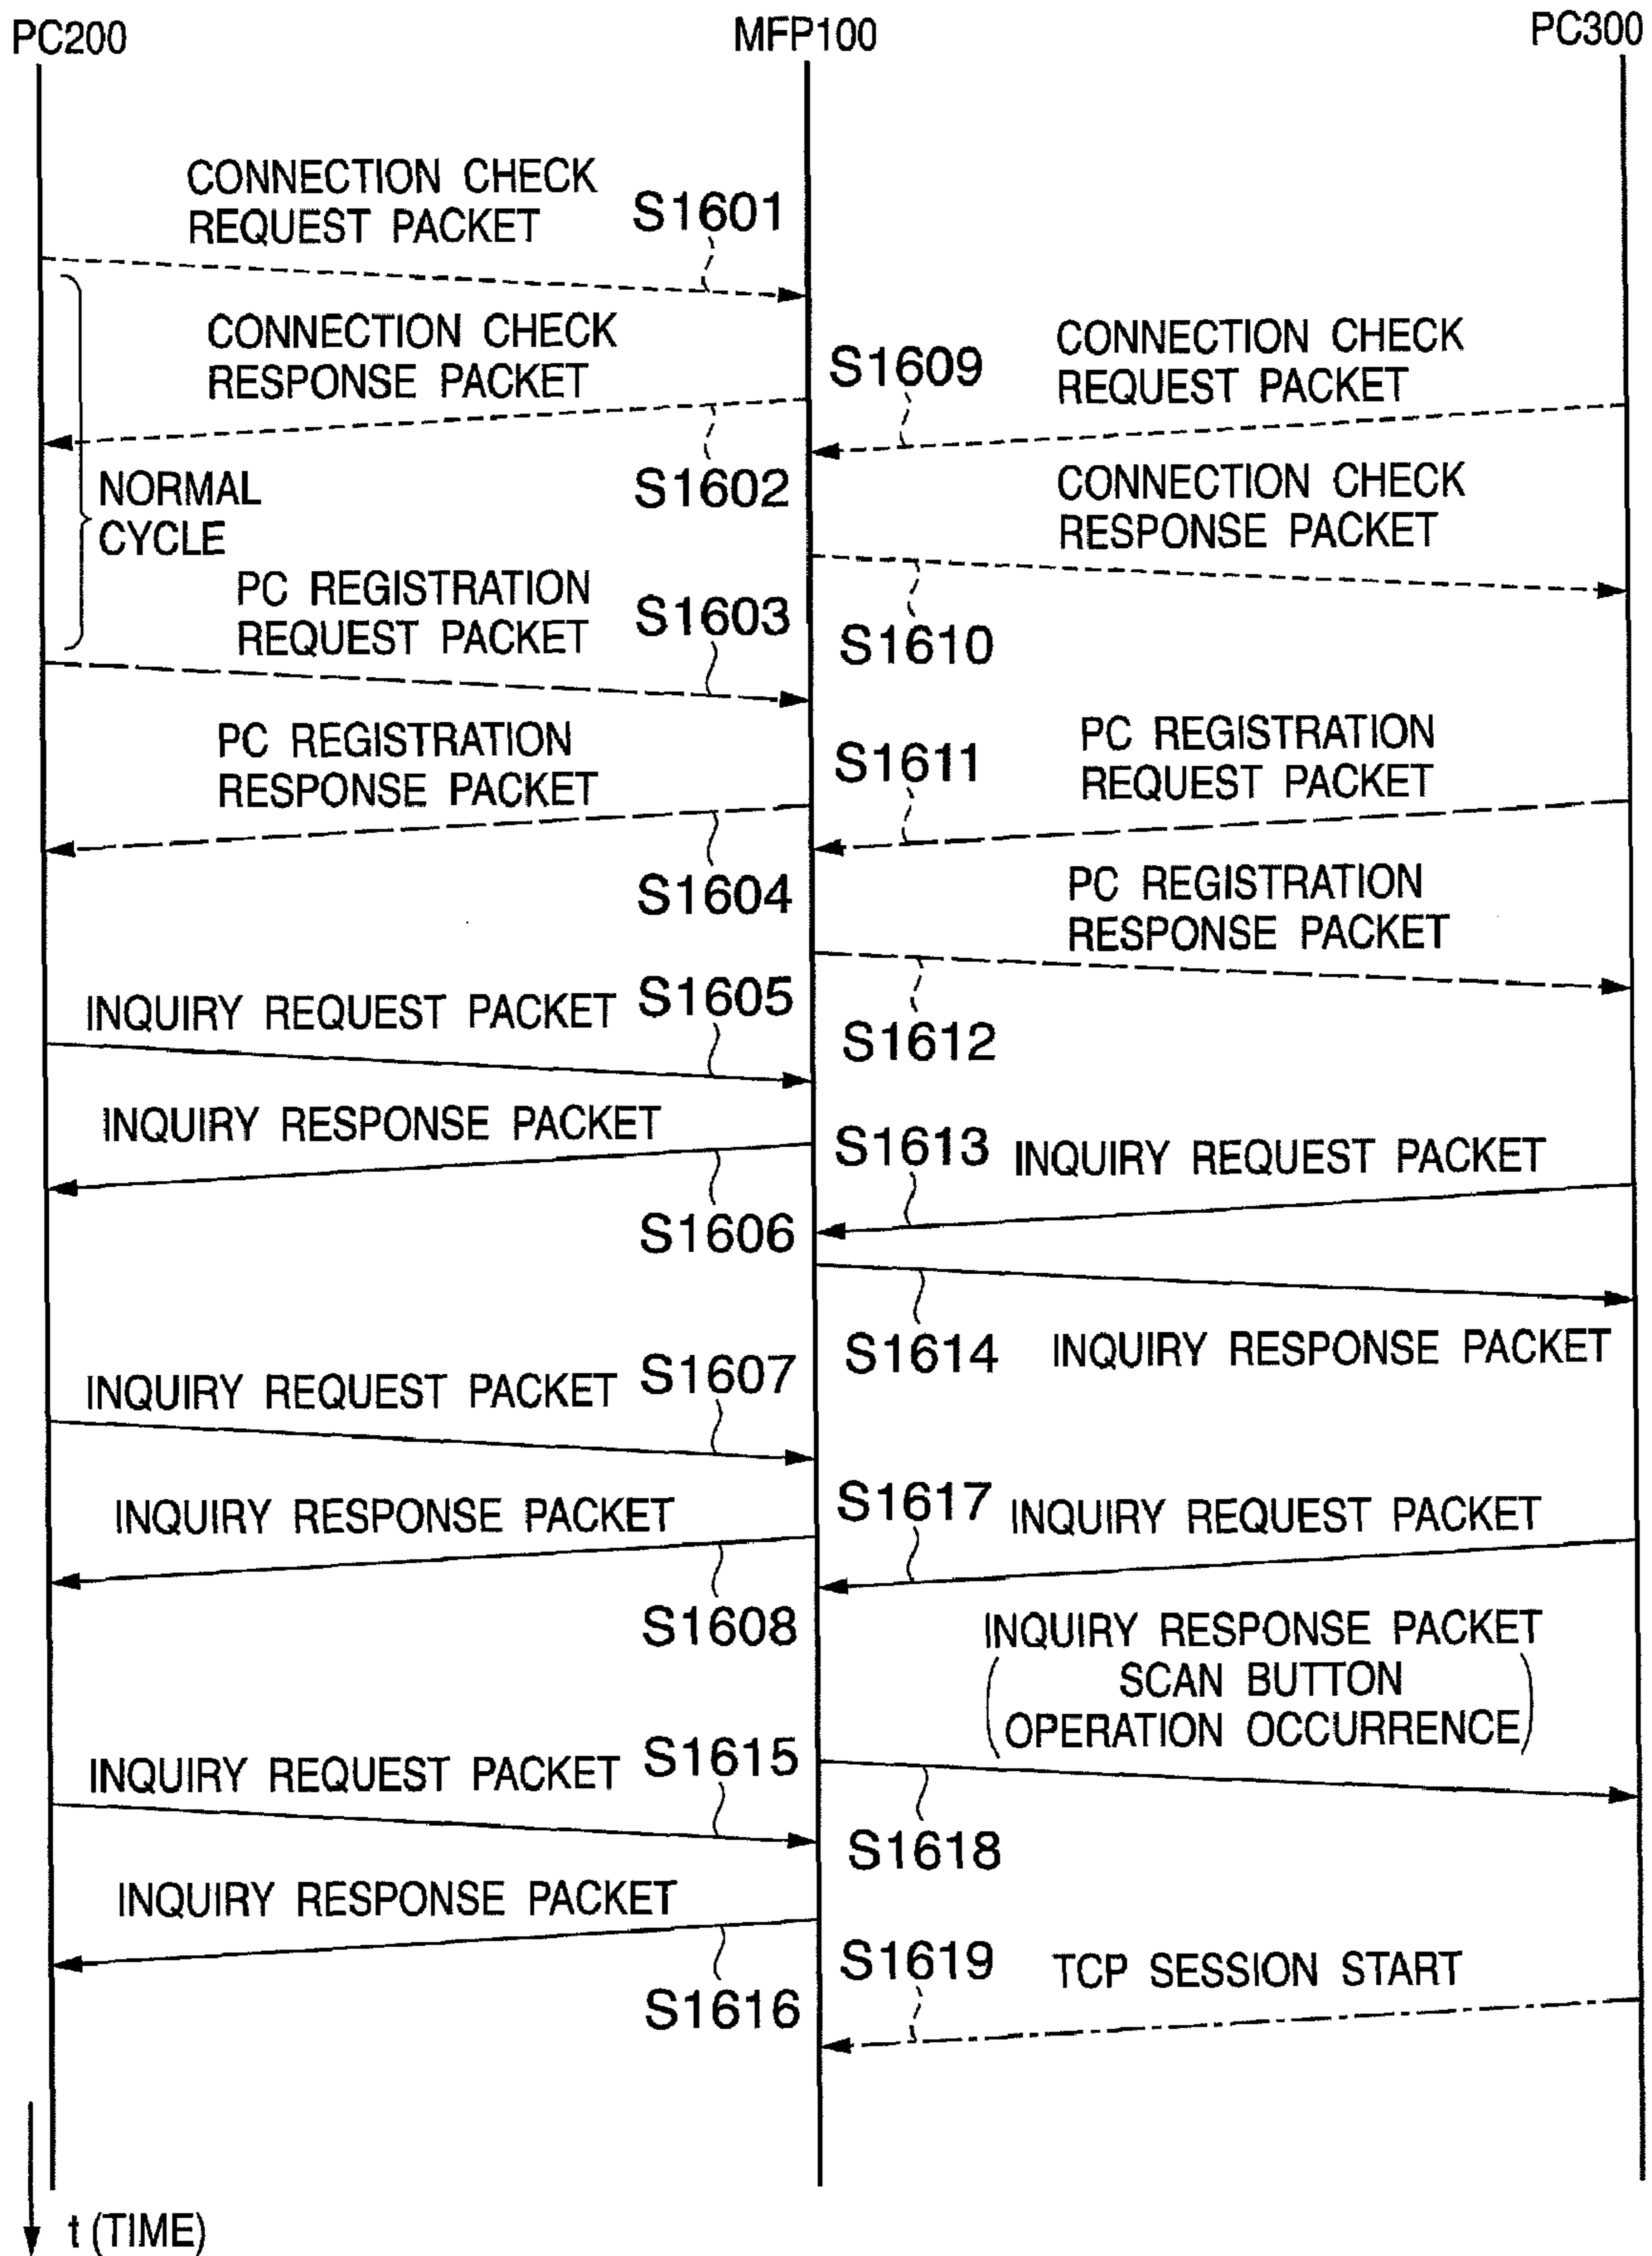 PC200
MFP100
PC300
CONNECTION CHECK
REQUEST PACKET
S1601
CONNECTION CHECK
RESPONSE PACKET
S1609
CONNECTION CHECK
REQUEST PACKET
S1602
NORMAL
CYCLE
CONNECTION CHECK
RESPONSE PACKET
PC REGISTRATION
REQUEST PACKET
S1603
S1610
PC REGISTRATION
RESPONSE PACKET
S1611
PC REGISTRATION
REQUEST PACKET
S1604
PC REGISTRATION
RESPONSE PACKET
INQUIRY REQUEST PACKET
S1605
S1612
INQUIRY RESPONSE PACKET
S1613
INQUIRY REQUEST PACKET
S1606
S1614
INQUIRY RESPONSE PACKET
INQUIRY REQUEST PACKET
S1607
INQUIRY RESPONSE PACKET
S1617
INQUIRY REQUEST PACKET
S1608
INQUIRY RESPONSE PACKET
(SCAN BUTTON
OPERATION OCCURRENCE)
INQUIRY REQUEST PACKET
S1615
S1618
INQUIRY RESPONSE PACKET
S1619
TCP SESSION START
S1616
t (TIME)